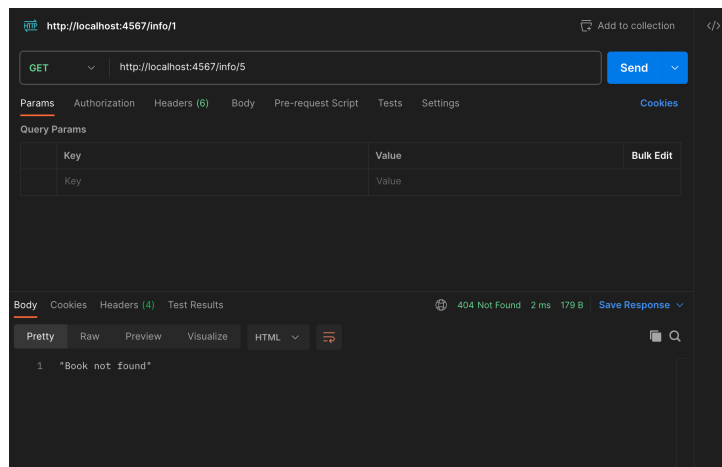 HTTP http://localhost:4567/info/1 Add to collection </>
GET http://localhost:4567/info/5 Send
Params Authorization Headers (6) Body Pre-request Script Tests Settings Cookies
Query Params
Key Value Bulk Edit
Key Value
Body Cookies Headers (4) Test Results 404 Not Found 2 ms 179 B Save Response
Pretty Raw Preview Visualize HTML
1 "Book not found"